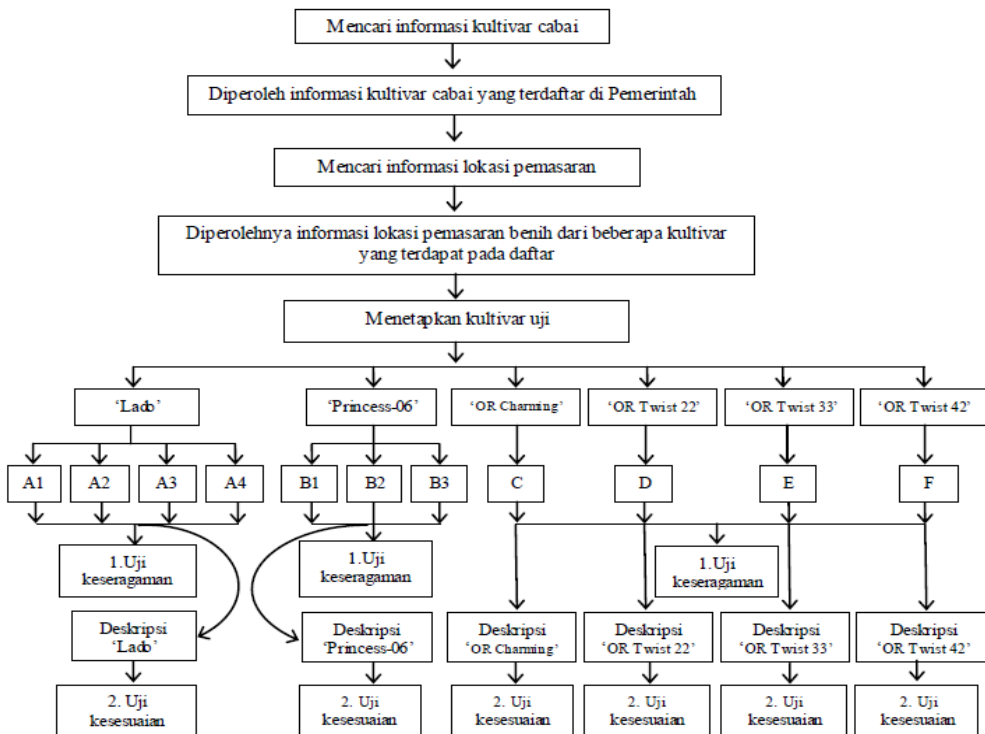 Mencari informasi kultivar cabai
Diperoleh informasi kultivar cabai yang terdaftar di Pemerintah
Mencari informasi lokasi pemasaran
Diperolehnya informasi lokasi pemasaran benih dari beberapa kultivar
yang terdapat pada daftar
Menetapkan kultivar uji
‘Lado’
‘Princess-06’
‘OR Charming’
‘OR Twist 22’
‘OR Twist 33’
‘OR Twist 42’
A1
A2
A3
A4
B1
B2
B3
C
D
E
F
1.Uji
keseragaman
1.Uji
keseragaman
1.Uji
keseragaman
Deskripsi
‘Lado’
Deskripsi
‘Princess-06’
Deskripsi
‘OR Charming’
Deskripsi
‘OR Twist 22’
Deskripsi
‘OR Twist 33’
Deskripsi
‘OR Twist 42’
2. Uji
kesesuaian
2. Uji
kesesuaian
2. Uji
kesesuaian
2. Uji
kesesuaian
2. Uji
kesesuaian
2. Uji
kesesuaian